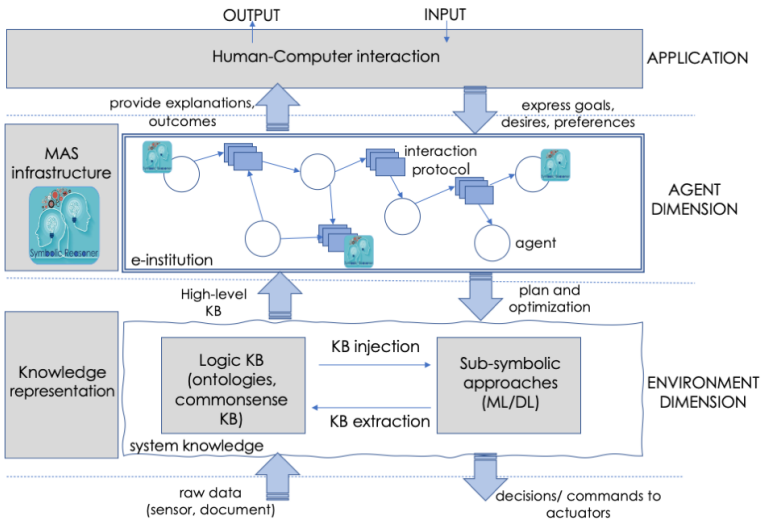 OUTPUT
INPUT
Human-Computer interaction
APPLICATION
provide explanations,
outcomes
express goals,
desires, preferences
MAS
infrastructure
Symbolic Reasoner
interaction
protocol
agent
e-institution
AGENT
DIMENSION
High-level
KB
plan and
optimization
Knowledge
representation
Logic KB
(ontologies,
commonsense
KB)
KB injection
KB extraction
Sub-symbolic
approaches
(ML/DL)
system knowledge
ENVIRONMENT
DIMENSION
raw data
(sensor, document)
decisions/ commands to
actuators